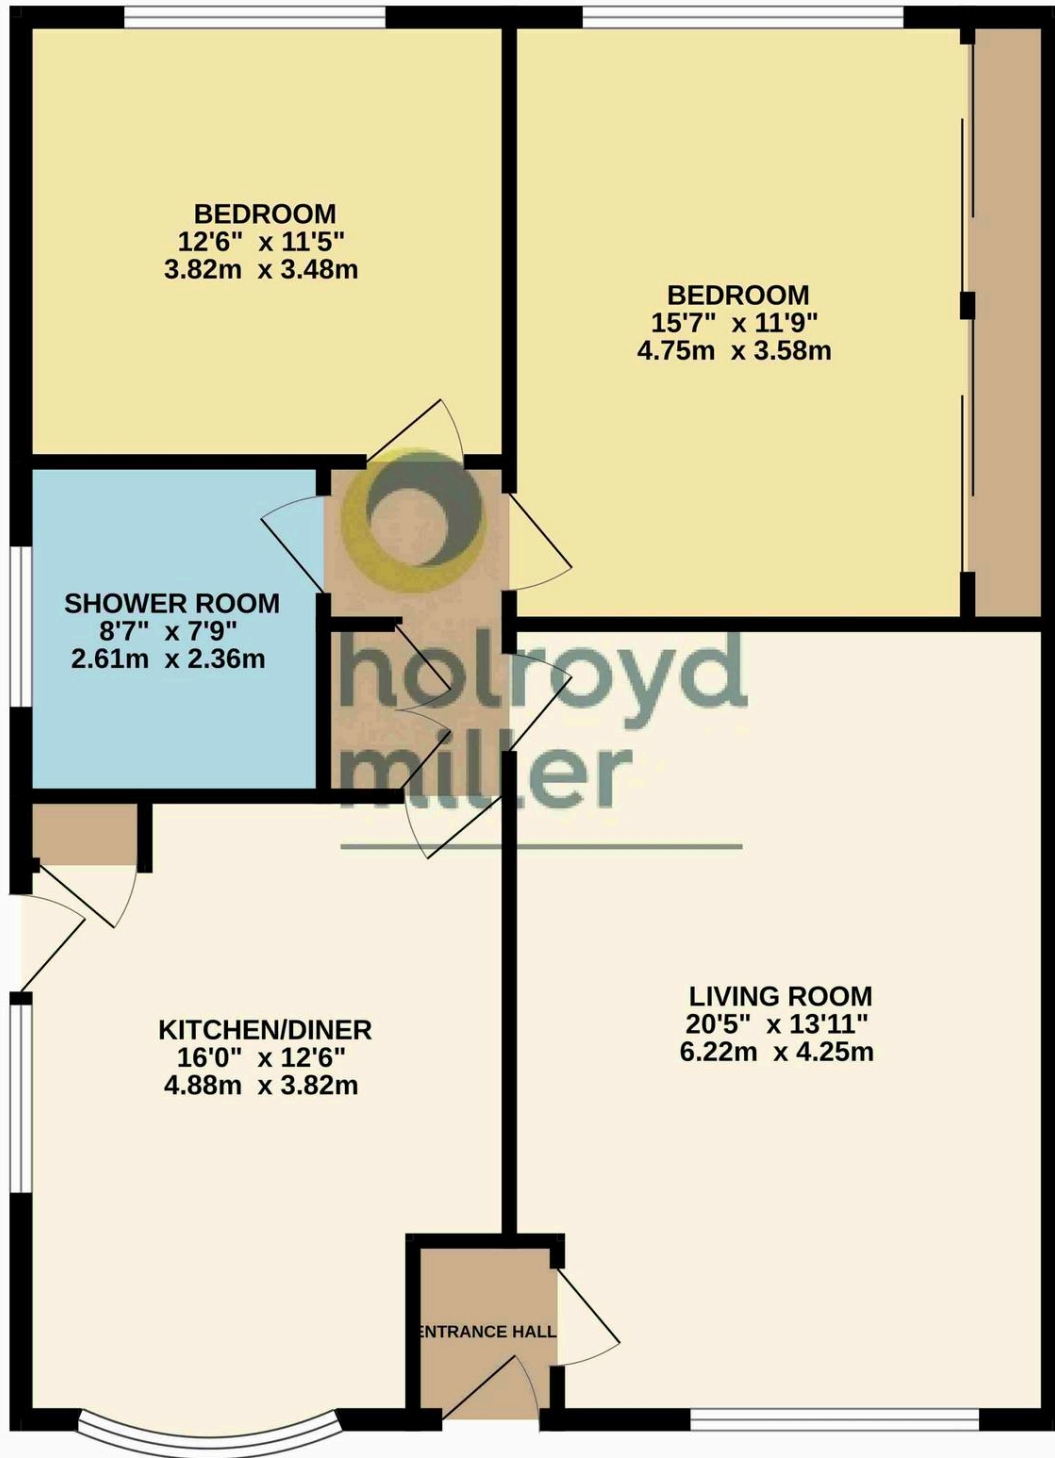 BEDROOM
12'6" x 11'5"
3.82m x 3.48m
BEDROOM
15'7" x 11'9"
4.75m x 3.58m
SHOWER ROOM
8'7" x 7'9"
2.61m x 2.36m
holroyd
miller
KITCHEN/DINER
16'0" x 12'6"
4.88m x 3.82m
LIVING ROOM
20'5" x 13'11"
6.22m x 4.25m
ENTRANCE HALL